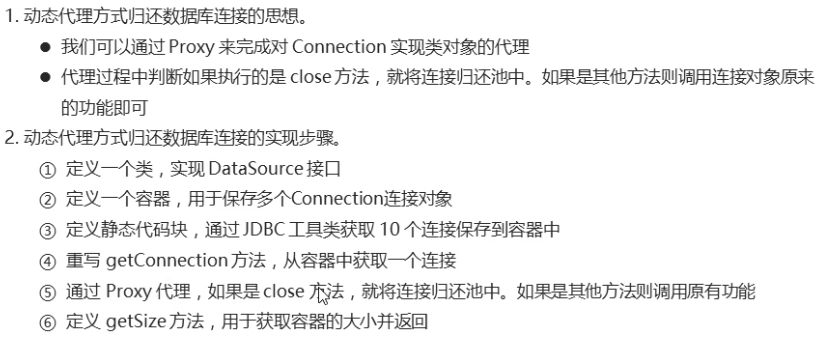 1. 动态代理方式归还数据库连接的思想。
● 我们可以通过 Proxy 来完成对 Connection 实现类对象的代理
● 代理过程中判断如果执行的是 close 方法，就将连接归还池中。如果是其他方法则调用连接对象原来
的功能即可
2. 动态代理方式归还数据库连接的实现步骤。
① 定义一个类，实现 DataSource 接口
② 定义一个容器，用于保存多个Connection连接对象
③ 定义静态代码块，通过 JDBC 工具类获取 10 个连接保存到容器中
④ 重写 getConnection 方法，从容器中获取一个连接
⑤ 通过 Proxy 代理，如果是 close 方法，就将连接归还池中。如果是其他方法则调用原有功能
⑥ 定义 getSize 方法，用于获取容器的大小并返回